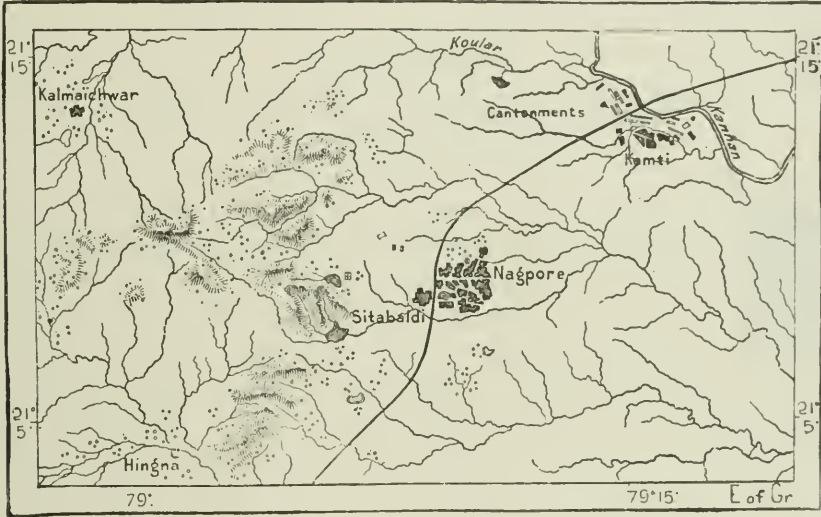 21°
15'
Koular
21°
15'
Kalmaichwar
Cantonments
Kanhan
Kamti
Nagpore
Sitabaldi
21°
5'
21°
5'
Hingna
79°
79°15'
E of Gr